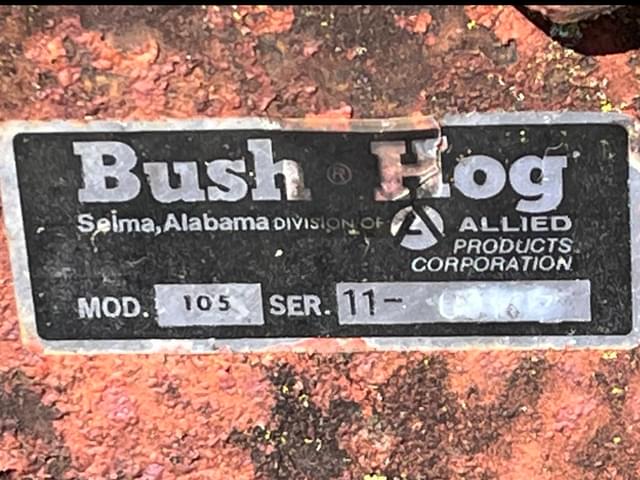 Bush ® Hog
Selma, Alabama DIVISION OF ALLIED
PRODUCTS
CORPORATION
MOD. 105 SER. 11-